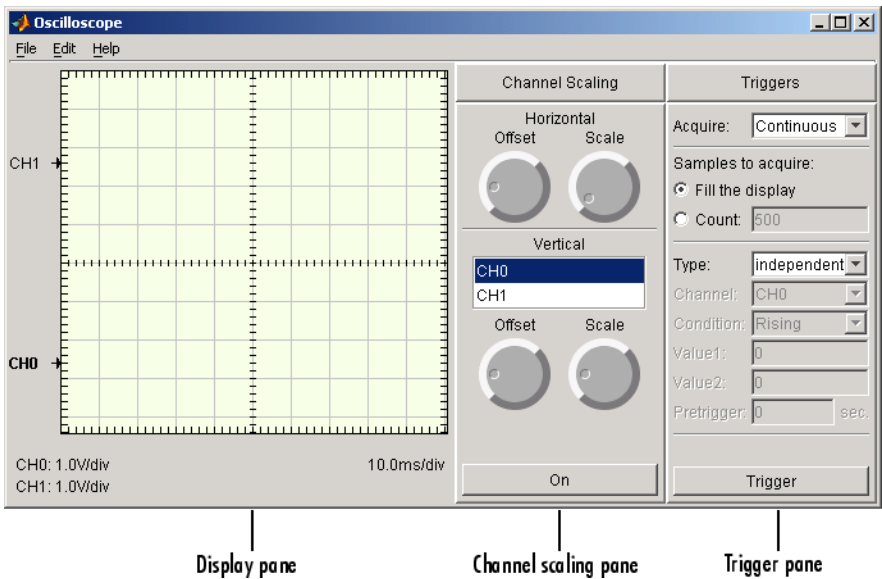 Oscilloscope
File Edit Help
CH1
CH0
CH0: 1.0V/div
10.0ms/div
CH1: 1.0V/div
Channel Scaling
Horizontal
Offset Scale
Vertical
CH0
CH1
Offset Scale
On
Triggers
Acquire: Continuous
Samples to acquire:
Fill the display
Count: 500
Type: independent
Channel: CH0
Condition: Rising
Value1: 0
Value2: 0
Pretrigger: 0 sec.
Trigger
Display pane
Channel scaling pane
Trigger pane